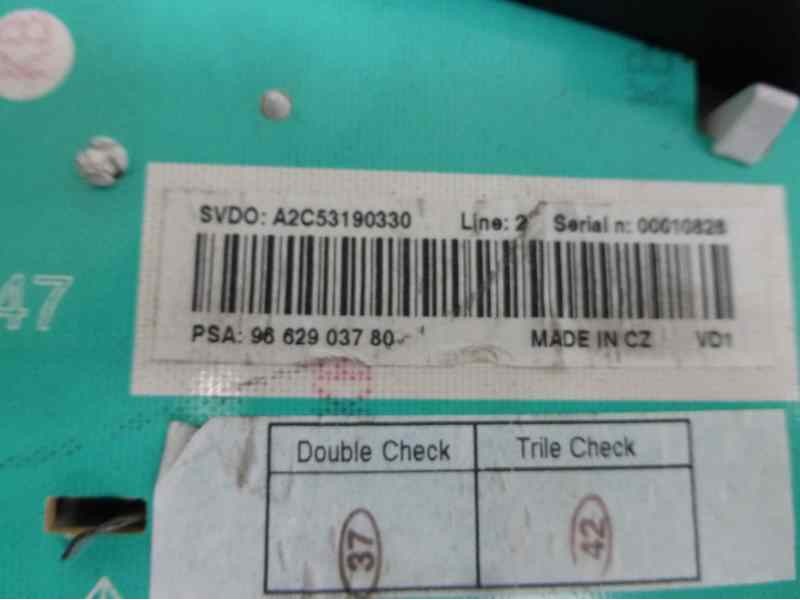 SVDO: A2C53190330 Line: 2 Serial n: 00010828
47
PSA: 96 629 037 80 MADE IN CZ VD1
Double Check Trile Check
37 42